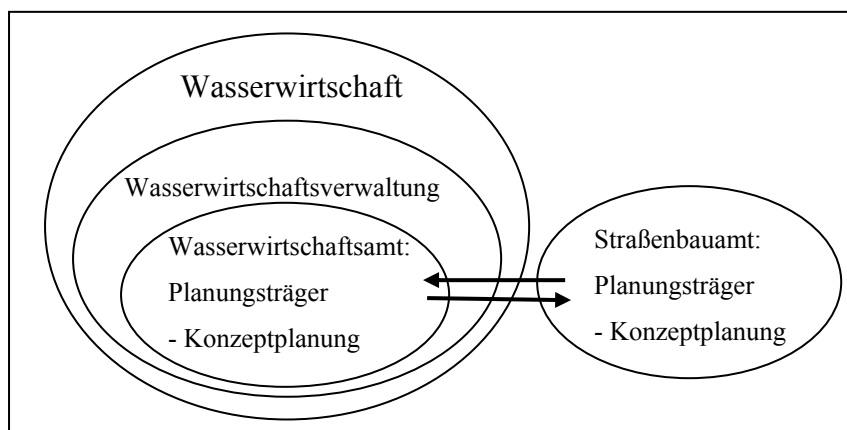 Wasserwirtschaft
Wasserwirtschaftsverwaltung
Wasserwirtschaftsamt:
Planungsträger
- Konzeptplanung
Straßenbauamt:
Planungsträger
- Konzeptplanung